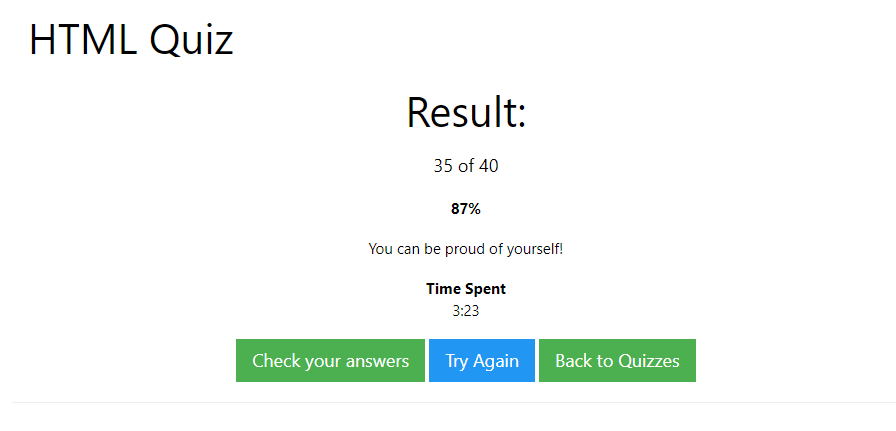 HTML Quiz
Result:
35 of 40
87%
You can be proud of yourself!
Time Spent
3:23
Check your answers Try Again Back to Quizzes